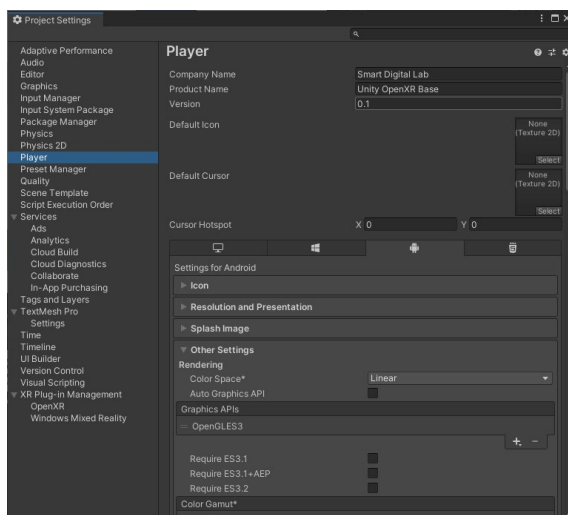 Project Settings
Adaptive Performance
Audio
Editor
Graphics
Input Manager
Input System Package
Package Manager
Physics
Physics 2D
Player
Preset Manager
Quality
Scene Template
Script Execution Order
Services
Ads
Analytics
Cloud Build
Cloud Diagnostics
Collaborate
In-App Purchasing
Tags and Layers
TextMesh Pro
Settings
Time
Timeline
UI Builder
Version Control
Visual Scripting
XR Plug-in Management
OpenXR
Windows Mixed Reality
Player
Company Name Smart Digital Lab
Product Name Unity OpenXR Base
Version 0.1
Default Icon
None
(Texture 2D)
Select
Default Cursor
None
(Texture 2D)
Select
Cursor Hotspot X 0 Y 0
Settings for Android
Icon
Resolution and Presentation
Splash Image
Other Settings
Rendering
Color Space* Linear
Auto Graphics API
Graphics APIs
OpenGLES3
Require ES3.1
Require ES3.1+AEP
Require ES3.2
Color Gamut*